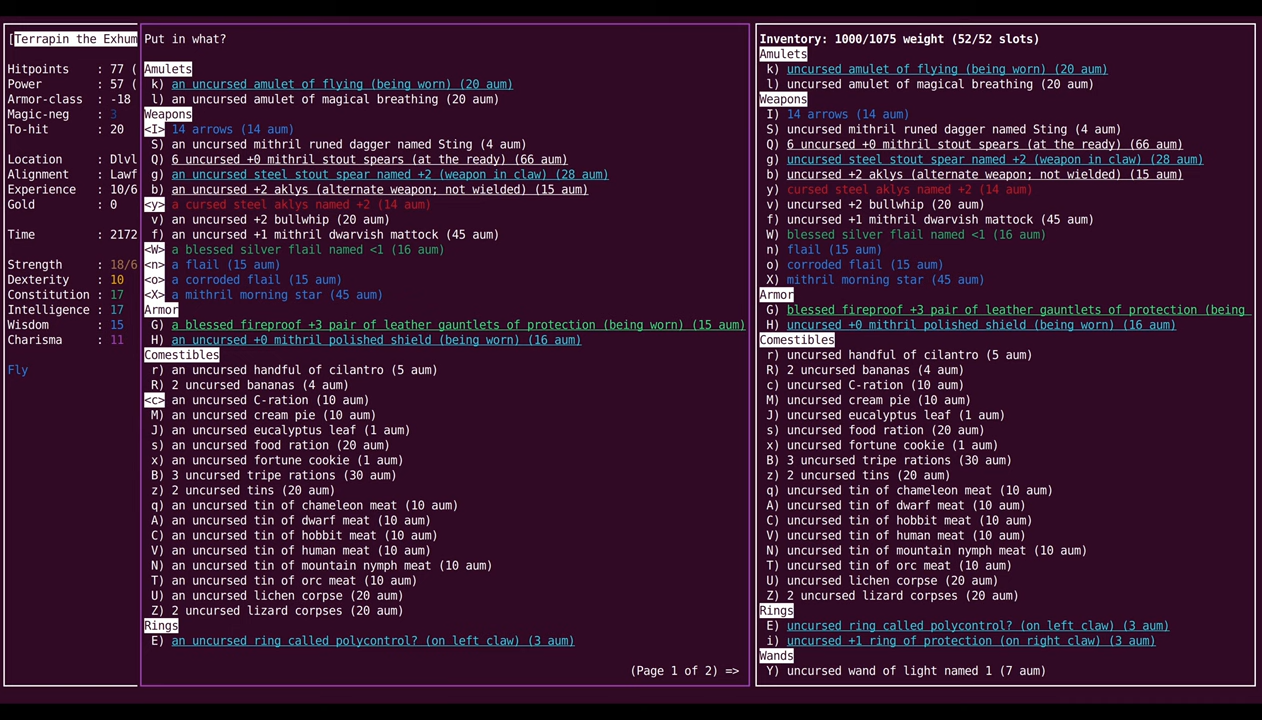 [Terrapin the Exhum
Hitpoints : 77 (
Power : 57 (
Armor-class : -18
Magic-neg : 3
To-hit : 20
Location : Dlvl
Alignment : Lawf
Experience : 10/6
Gold : 0
Time : 2172
Strength : 18/6
Dexterity : 10
Constitution : 17
Intelligence : 17
Wisdom : 15
Charisma : 11
Fly
Put in what?
Amulets
k) an uncursed amulet of flying (being worn) (20 aum)
l) an uncursed amulet of magical breathing (20 aum)
Weapons
<I> 14 arrows (14 aum)
S) an uncursed mithril runed dagger named Sting (4 aum)
Q) 6 uncursed +0 mithril stout spears (at the ready) (66 aum)
g) an uncursed steel stout spear named +2 (weapon in claw) (28 aum)
b) an uncursed +2 aklys (alternate weapon; not wielded) (15 aum)
<y> a cursed steel aklys named +2 (14 aum)
v) an uncursed +2 bullwhip (20 aum)
f) an uncursed +1 mithril dwarvish mattock (45 aum)
<W> a blessed silver flail named <1 (16 aum)
<n> a flail (15 aum)
<o> a corroded flail (15 aum)
<X> a mithril morning star (45 aum)
Armor
G) a blessed fireproof +3 pair of leather gauntlets of protection (being worn) (15 aum)
H) an uncursed +0 mithril polished shield (being worn) (16 aum)
Comestibles
r) an uncursed handful of cilantro (5 aum)
R) 2 uncursed bananas (4 aum)
<c> an uncursed C-ration (10 aum)
M) an uncursed cream pie (10 aum)
J) an uncursed eucalyptus leaf (1 aum)
s) an uncursed food ration (20 aum)
x) an uncursed fortune cookie (1 aum)
B) 3 uncursed tripe rations (30 aum)
z) 2 uncursed tins (20 aum)
q) an uncursed tin of chameleon meat (10 aum)
A) an uncursed tin of dwarf meat (10 aum)
C) an uncursed tin of hobbit meat (10 aum)
V) an uncursed tin of human meat (10 aum)
N) an uncursed tin of mountain nymph meat (10 aum)
T) an uncursed tin of orc meat (10 aum)
U) an uncursed lichen corpse (20 aum)
Z) 2 uncursed lizard corpses (20 aum)
Rings
E) an uncursed ring called polycontrol? (on left claw) (3 aum)
(Page 1 of 2) =>
Inventory: 1000/1075 weight (52/52 slots)
Amulets
k) uncursed amulet of flying (being worn) (20 aum)
l) uncursed amulet of magical breathing (20 aum)
Weapons
I) 14 arrows (14 aum)
S) uncursed mithril runed dagger named Sting (4 aum)
Q) 6 uncursed +0 mithril stout spears (at the ready) (66 aum)
g) uncursed steel stout spear named +2 (weapon in claw) (28 aum)
b) uncursed +2 aklys (alternate weapon; not wielded) (15 aum)
y) cursed steel aklys named +2 (14 aum)
v) uncursed +2 bullwhip (20 aum)
f) uncursed +1 mithril dwarvish mattock (45 aum)
W) blessed silver flail named <1 (16 aum)
n) flail (15 aum)
o) corroded flail (15 aum)
X) mithril morning star (45 aum)
Armor
G) blessed fireproof +3 pair of leather gauntlets of protection (being
H) uncursed +0 mithril polished shield (being worn) (16 aum)
Comestibles
r) uncursed handful of cilantro (5 aum)
R) 2 uncursed bananas (4 aum)
c) uncursed C-ration (10 aum)
M) uncursed cream pie (10 aum)
J) uncursed eucalyptus leaf (1 aum)
s) uncursed food ration (20 aum)
x) uncursed fortune cookie (1 aum)
B) 3 uncursed tripe rations (30 aum)
z) 2 uncursed tins (20 aum)
q) uncursed tin of chameleon meat (10 aum)
A) uncursed tin of dwarf meat (10 aum)
C) uncursed tin of hobbit meat (10 aum)
V) uncursed tin of human meat (10 aum)
N) uncursed tin of mountain nymph meat (10 aum)
T) uncursed tin of orc meat (10 aum)
U) uncursed lichen corpse (20 aum)
Z) 2 uncursed lizard corpses (20 aum)
Rings
E) uncursed ring called polycontrol? (on left claw) (3 aum)
i) uncursed +1 ring of protection (on right claw) (3 aum)
Wands
Y) uncursed wand of light named 1 (7 aum)